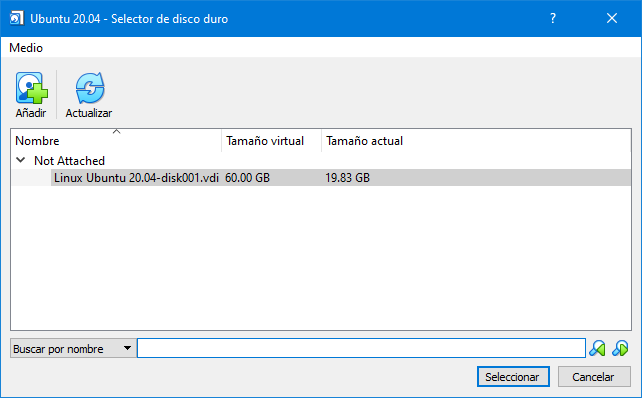 Ubuntu 20.04 - Selector de disco duro ?
Medio
Añadir Actualizar
Nombre Tamaño virtual Tamaño actual
Not Attached
Linux Ubuntu 20.04-disk001.vdi 60.00 GB 19.83 GB
Buscar por nombre
Seleccionar Cancelar